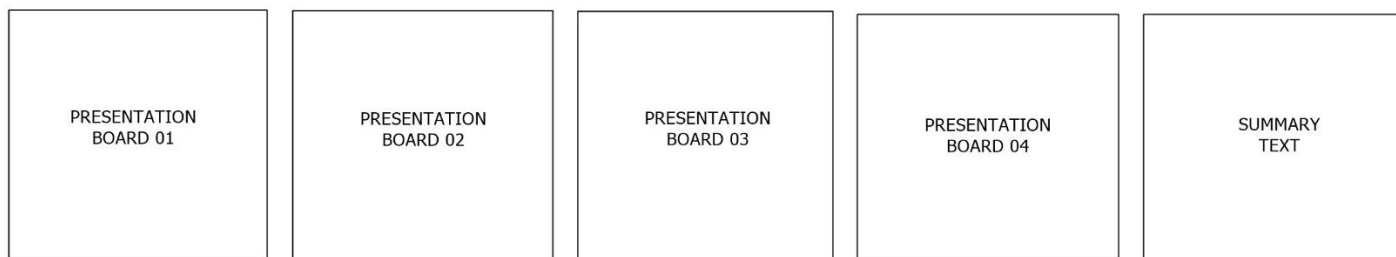 PRESENTATION
BOARD 01
PRESENTATION
BOARD 02
PRESENTATION
BOARD 03
PRESENTATION
BOARD 04
SUMMARY
TEXT